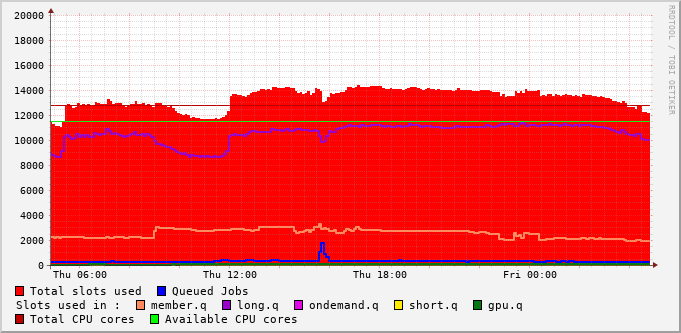 RRDTOOL / TOBI OETIKER
20000
18000
16000
14000
12000
10000
8000
6000
4000
2000
0
Thu 06:00 Thu 12:00 Thu 18:00 Fri 00:00
Total slots used Queued Jobs
Slots used in : member.q long.q ondemand.q short.q gpu.q
Total CPU cores Available CPU cores